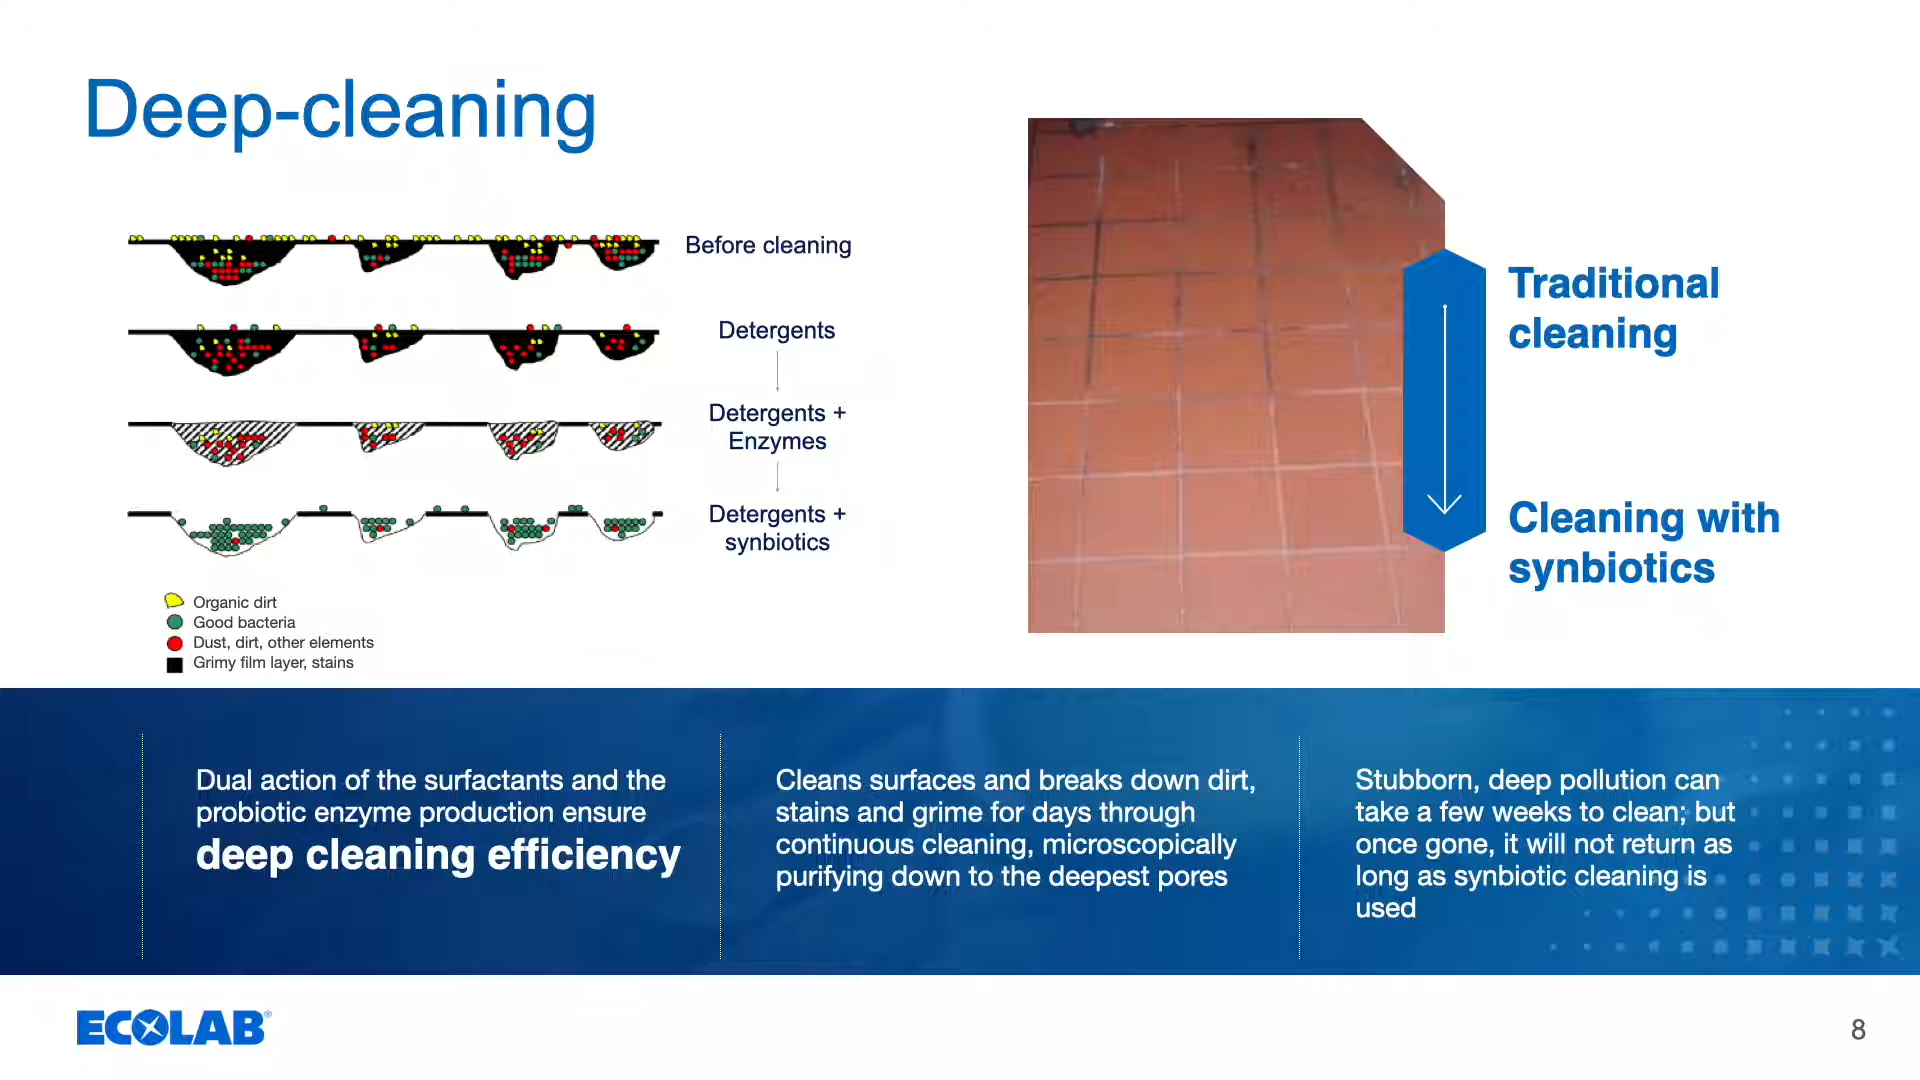 Deep-cleaning
Before cleaning
Detergents
Detergents +
Enzymes
Detergents +
synbiotics
Organic dirt
Good bacteria
Dust, dirt, other elements
Grimy film layer, stains
Traditional
cleaning
Cleaning with
synbiotics
Dual action of the surfactants and the
probiotic enzyme production ensure
deep cleaning efficiency
Cleans surfaces and breaks down dirt,
stains and grime for days through
continuous cleaning, microscopically
purifying down to the deepest pores
Stubborn, deep pollution can
take a few weeks to clean; but
once gone, it will not return as
long as synbiotic cleaning is
used
ECOLAB®
8